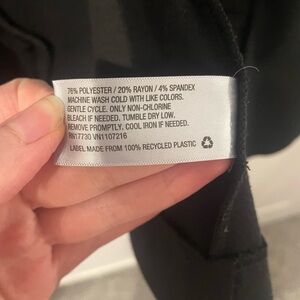 76% POLYESTER / 20% RAYON / 4% SPANDEX
MACHINE WASH COLD WITH LIKE COLORS.
GENTLE CYCLE. ONLY NON-CHLORINE
BLEACH IF NEEDED. TUMBLE DRY LOW.
REMOVE PROMPTLY. COOL IRON IF NEEDED.
RN17730 VN1107216
LABEL MADE FROM 100% RECYCLED PLASTIC